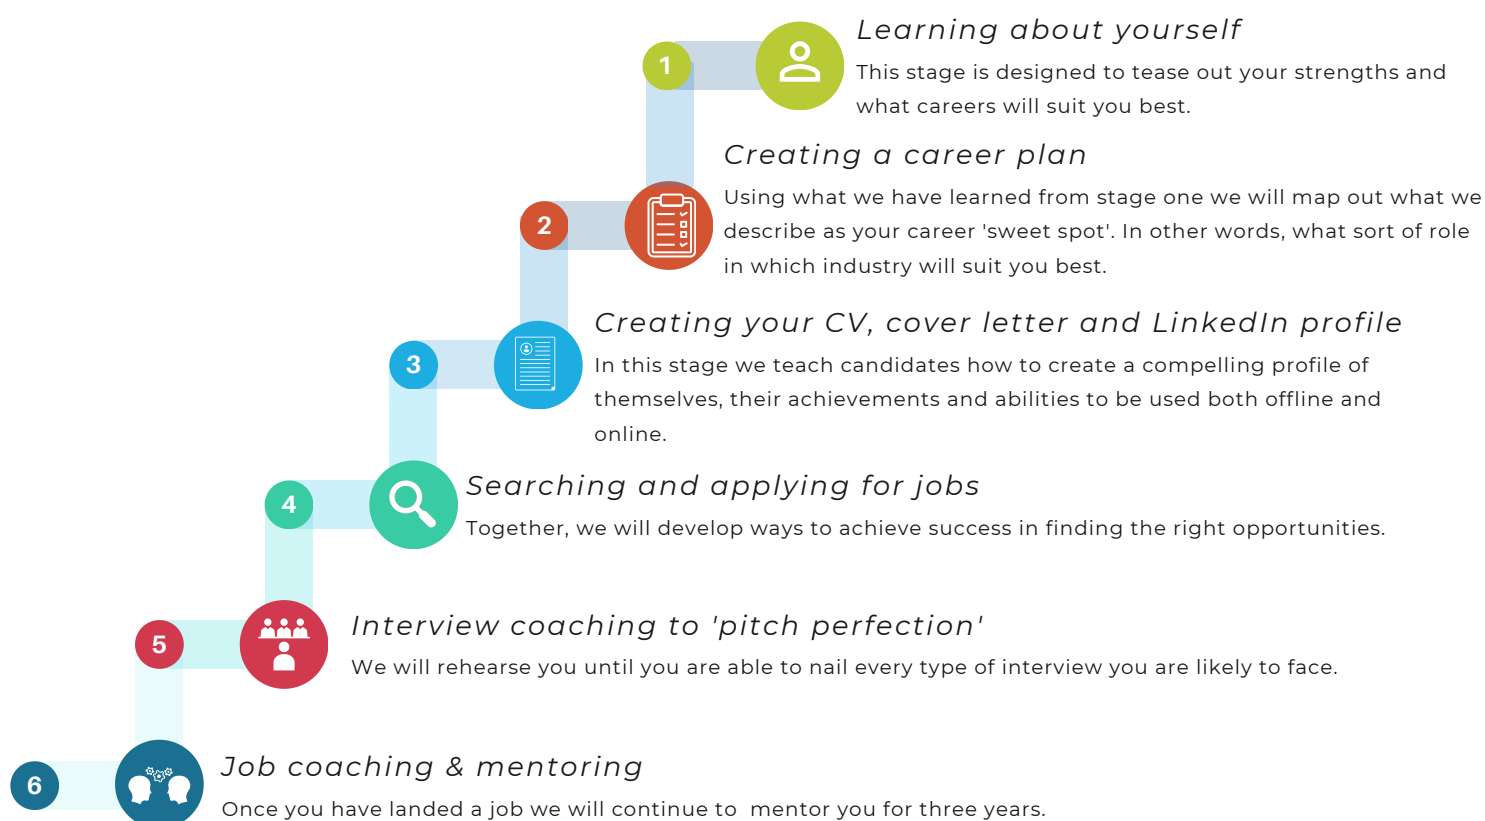 1
Learning about yourself
This stage is designed to tease out your strengths and
what careers will suit you best.
2
Creating a career plan
Using what we have learned from stage one we will map out what we
describe as your career 'sweet spot'. In other words, what sort of role
in which industry will suit you best.
3
Creating your CV, cover letter and LinkedIn profile
In this stage we teach candidates how to create a compelling profile of
themselves, their achievements and abilities to be used both offline and
online.
4
Searching and applying for jobs
Together, we will develop ways to achieve success in finding the right opportunities.
5
Interview coaching to 'pitch perfection'
We will rehearse you until you are able to nail every type of interview you are likely to face.
6
Job coaching & mentoring
Once you have landed a job we will continue to  mentor you for three years.